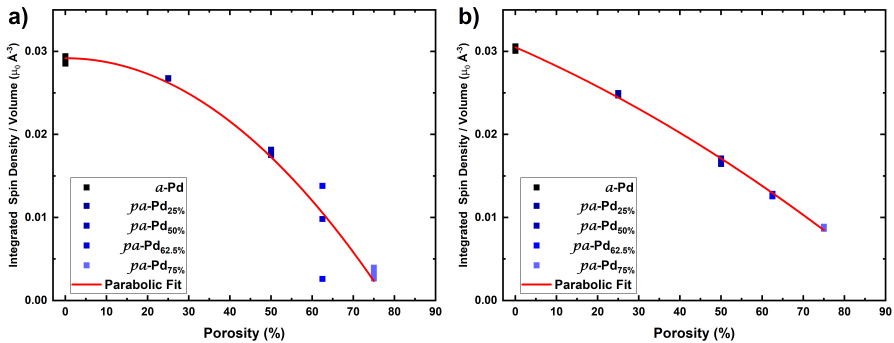 a)
Integrated Spin Density / Volume (μ₀ Å⁻³)
0.03
0.02
0.01
0.00
a-Pd
pa-Pd25%
pa-Pd50%
pa-Pd62.5%
pa-Pd75%
Parabolic Fit
0 10 20 30 40 50 60 70 80 90
Porosity (%)
b)
Integrated Spin Density / Volume (μ₀ Å⁻³)
0.03
0.02
0.01
0.00
a-Pd
pa-Pd25%
pa-Pd50%
pa-Pd62.5%
pa-Pd75%
Parabolic Fit
0 10 20 30 40 50 60 70 80 90
Porosity (%)